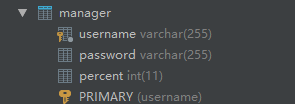 manager
username varchar(255)
password varchar(255)
percent int(11)
PRIMARY (username)